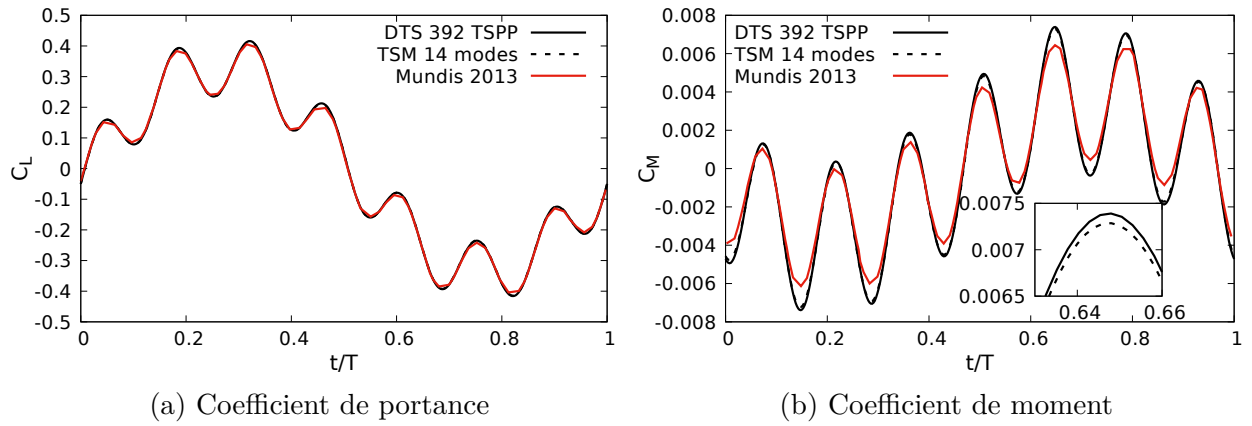 DTS 392 TSPP
TSM 14 modes
Mundis 2013
0.5
0.4
0.3
0.2
0.1
0
-0.1
-0.2
-0.3
-0.4
-0.5
C_L
0 0.2 0.4 0.6 0.8 1
t/T
(a) Coefficient de portance
DTS 392 TSPP
TSM 14 modes
Mundis 2013
0.008
0.006
0.004
0.002
0
-0.002
-0.004
-0.006
-0.008
C_M
0.0075
0.007
0.0065
0.64 0.66
0 0.2 0.4 0.6 0.8 1
t/T
(b) Coefficient de moment